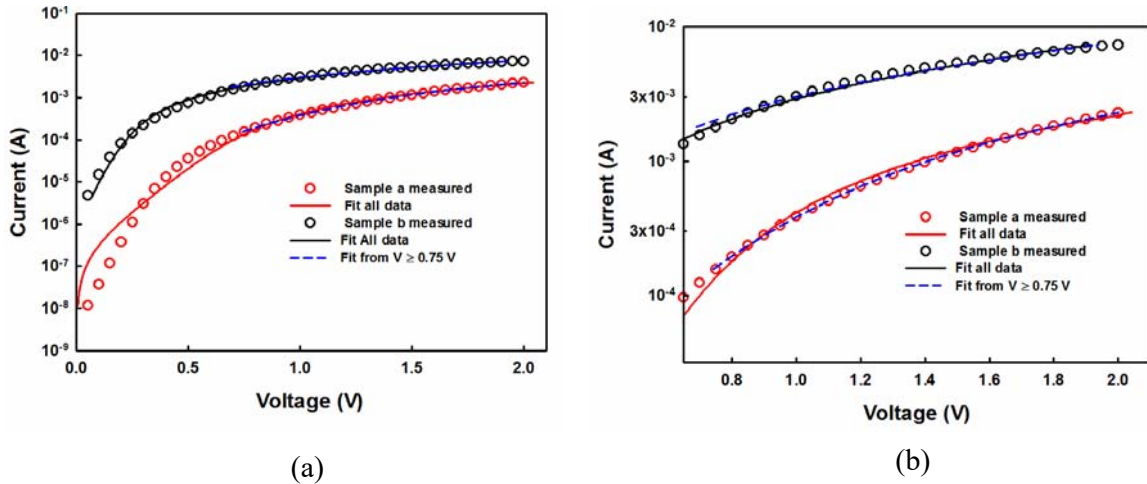 10⁻¹
10⁻²
10⁻³
10⁻⁴
10⁻⁵
10⁻⁶
10⁻⁷
10⁻⁸
10⁻⁹
Current (A)
Sample a measured
Fit all data
Sample b measured
Fit All data
Fit from V ≥ 0.75 V
0.0 0.5 1.0 1.5 2.0
Voltage (V)
(a)
10⁻²
3x10⁻³
10⁻³
3x10⁻⁴
10⁻⁴
Current (A)
Sample a measured
Fit all data
Sample b measured
Fit all data
Fit from V ≥ 0.75 V
0.8 1.0 1.2 1.4 1.6 1.8 2.0
Voltage (V)
(b)